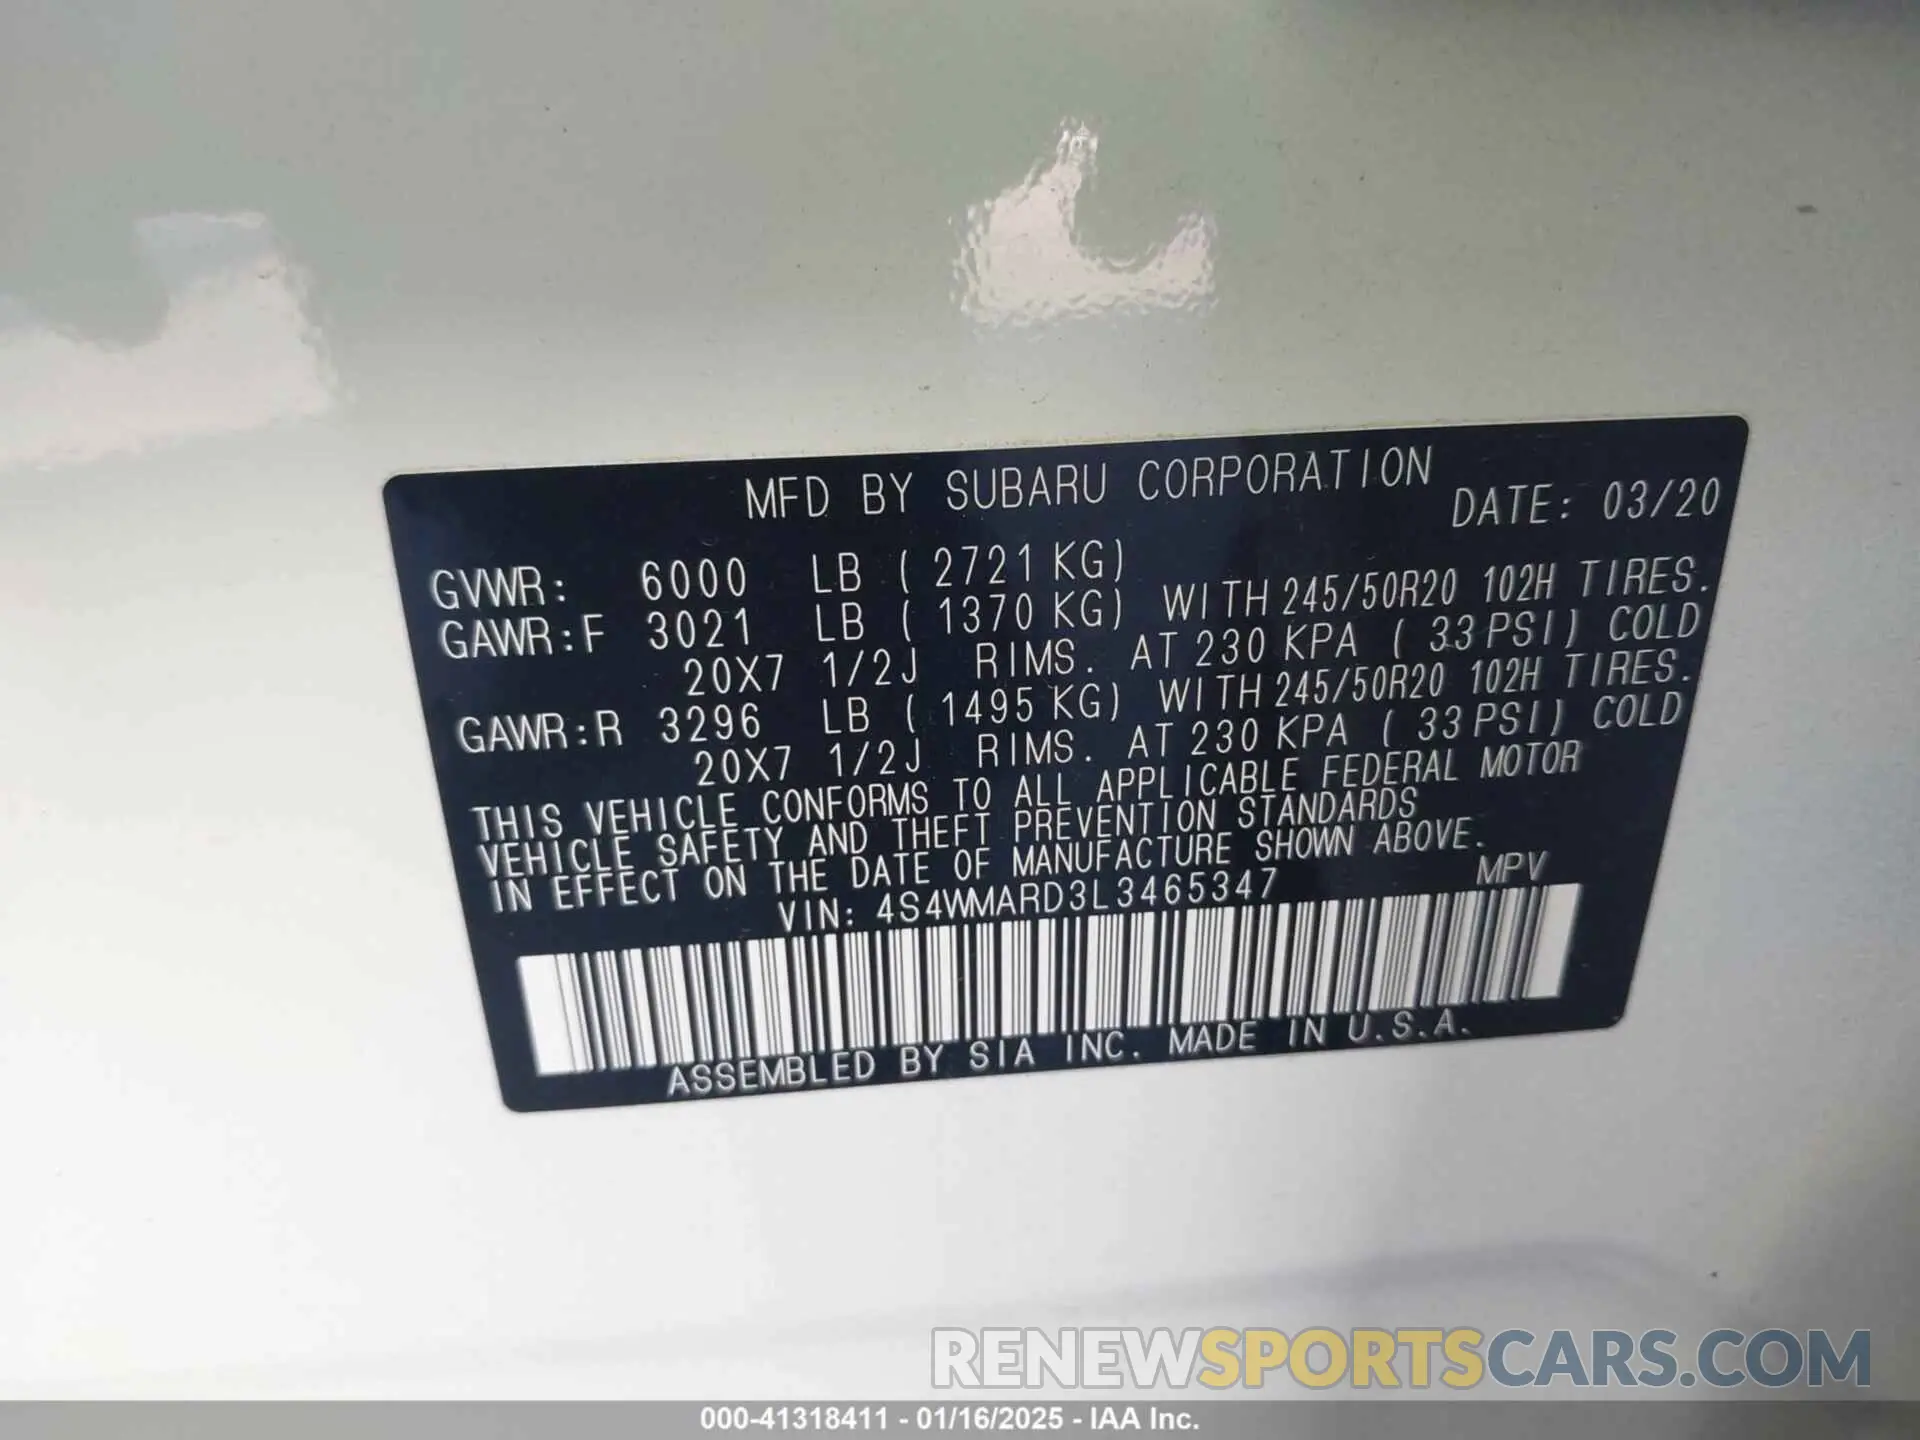 MFD BY SUBARU CORPORATION DATE: 03/20
GVWR: 6000 LB ( 2721 KG)
GAWR:F 3021 LB ( 1370 KG) WITH 245/50R20 102H TIRES.
20X7 1/2J RIMS. AT 230 KPA ( 33 PSI) COLD
GAWR:R 3296 LB ( 1495 KG) WITH 245/50R20 102H TIRES.
20X7 1/2J RIMS. AT 230 KPA ( 33 PSI) COLD
THIS VEHICLE CONFORMS TO ALL APPLICABLE FEDERAL MOTOR
VEHICLE SAFETY AND THEFT PREVENTION STANDARDS
IN EFFECT ON THE DATE OF MANUFACTURE SHOWN ABOVE.
VIN: 4S4WMARD3L3465347 MPV
ASSEMBLED BY SIA INC. MADE IN U.S.A.
RENEWSPORTSCARS.COM
000-41318411 - 01/16/2025 - IAA Inc.